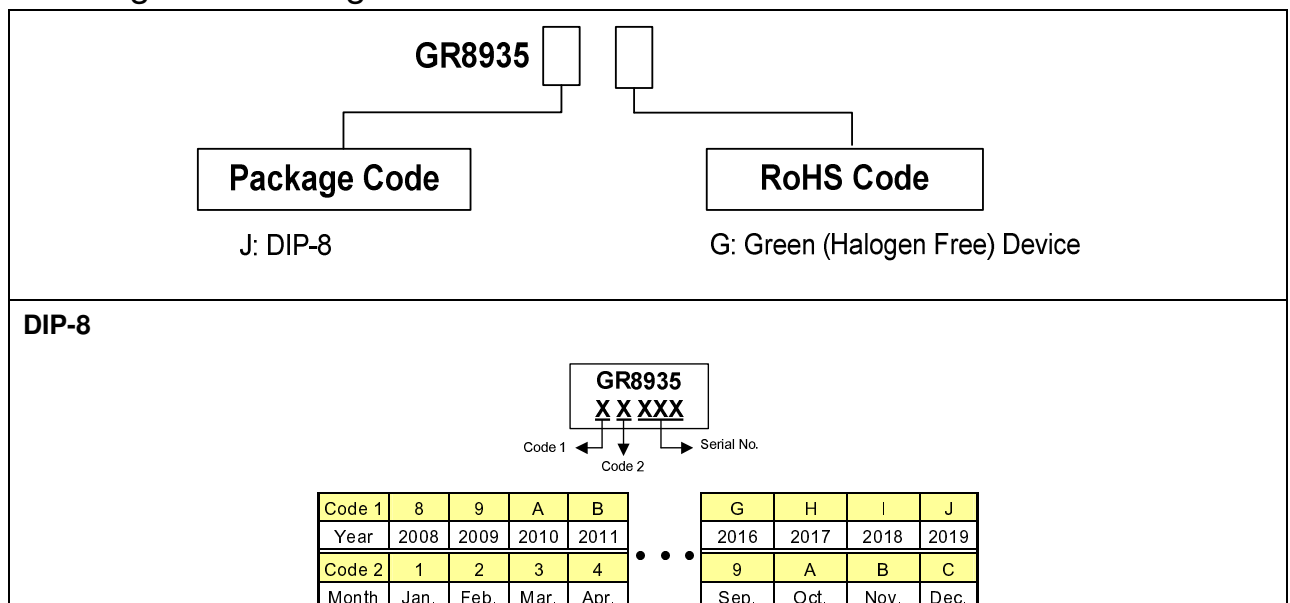 GR8935
Package Code
RoHS Code
J: DIP-8
G: Green (Halogen Free) Device
DIP-8
GR8935
X X XXX
Code 1
Serial No.
Code 2
Code 1 8 9 A B G H I J
Year 2008 2009 2010 2011 • • • 2016 2017 2018 2019
Code 2 1 2 3 4 9 A B C
Month Jan. Feb. Mar. Apr. Sep. Oct. Nov. Dec.